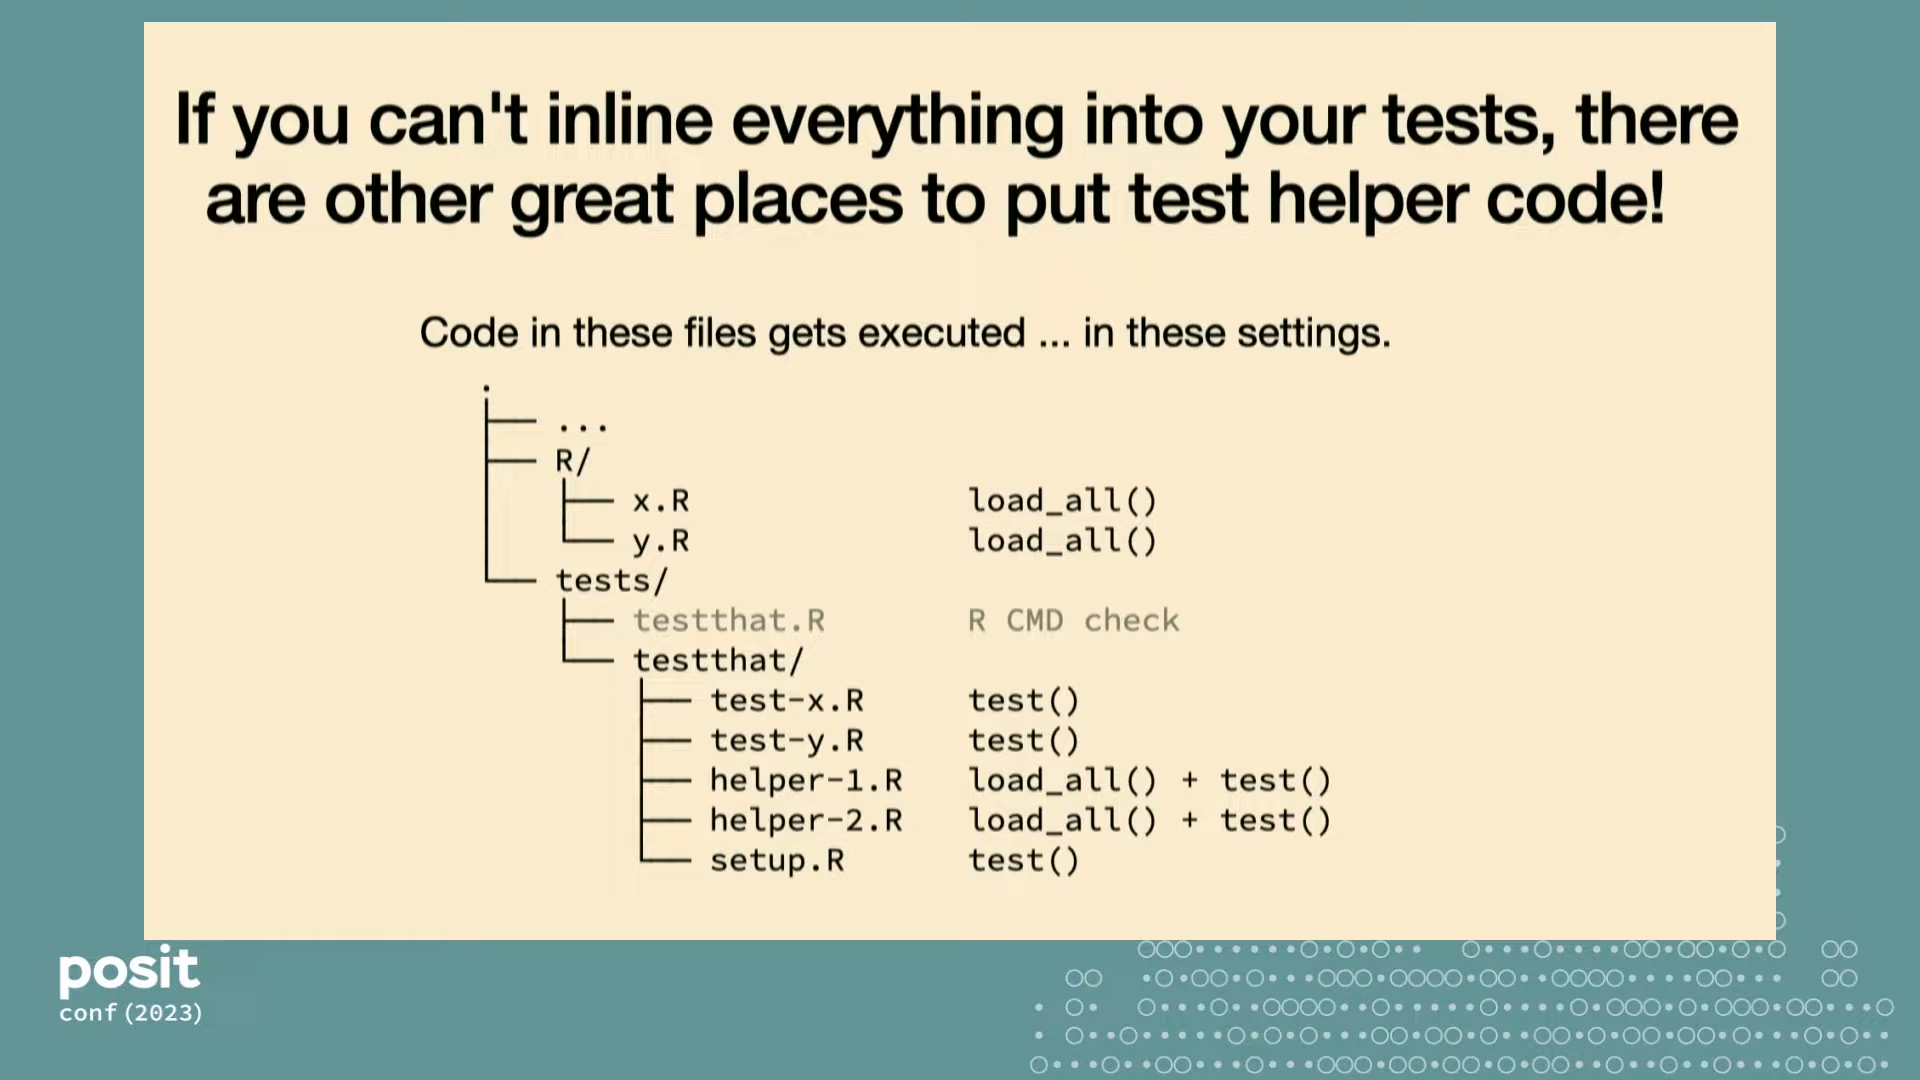 If you can't inline everything into your tests, there
are other great places to put test helper code!
Code in these files gets executed ... in these settings.
.
├── ...
├── R/
├── x.R load_all()
└── y.R load_all()
└── tests/
├── testthat.R R CMD check
└── testthat/
├── test-x.R test()
├── test-y.R test()
├── helper-1.R load_all() + test()
├── helper-2.R load_all() + test()
└── setup.R test()
posit
conf(2023)